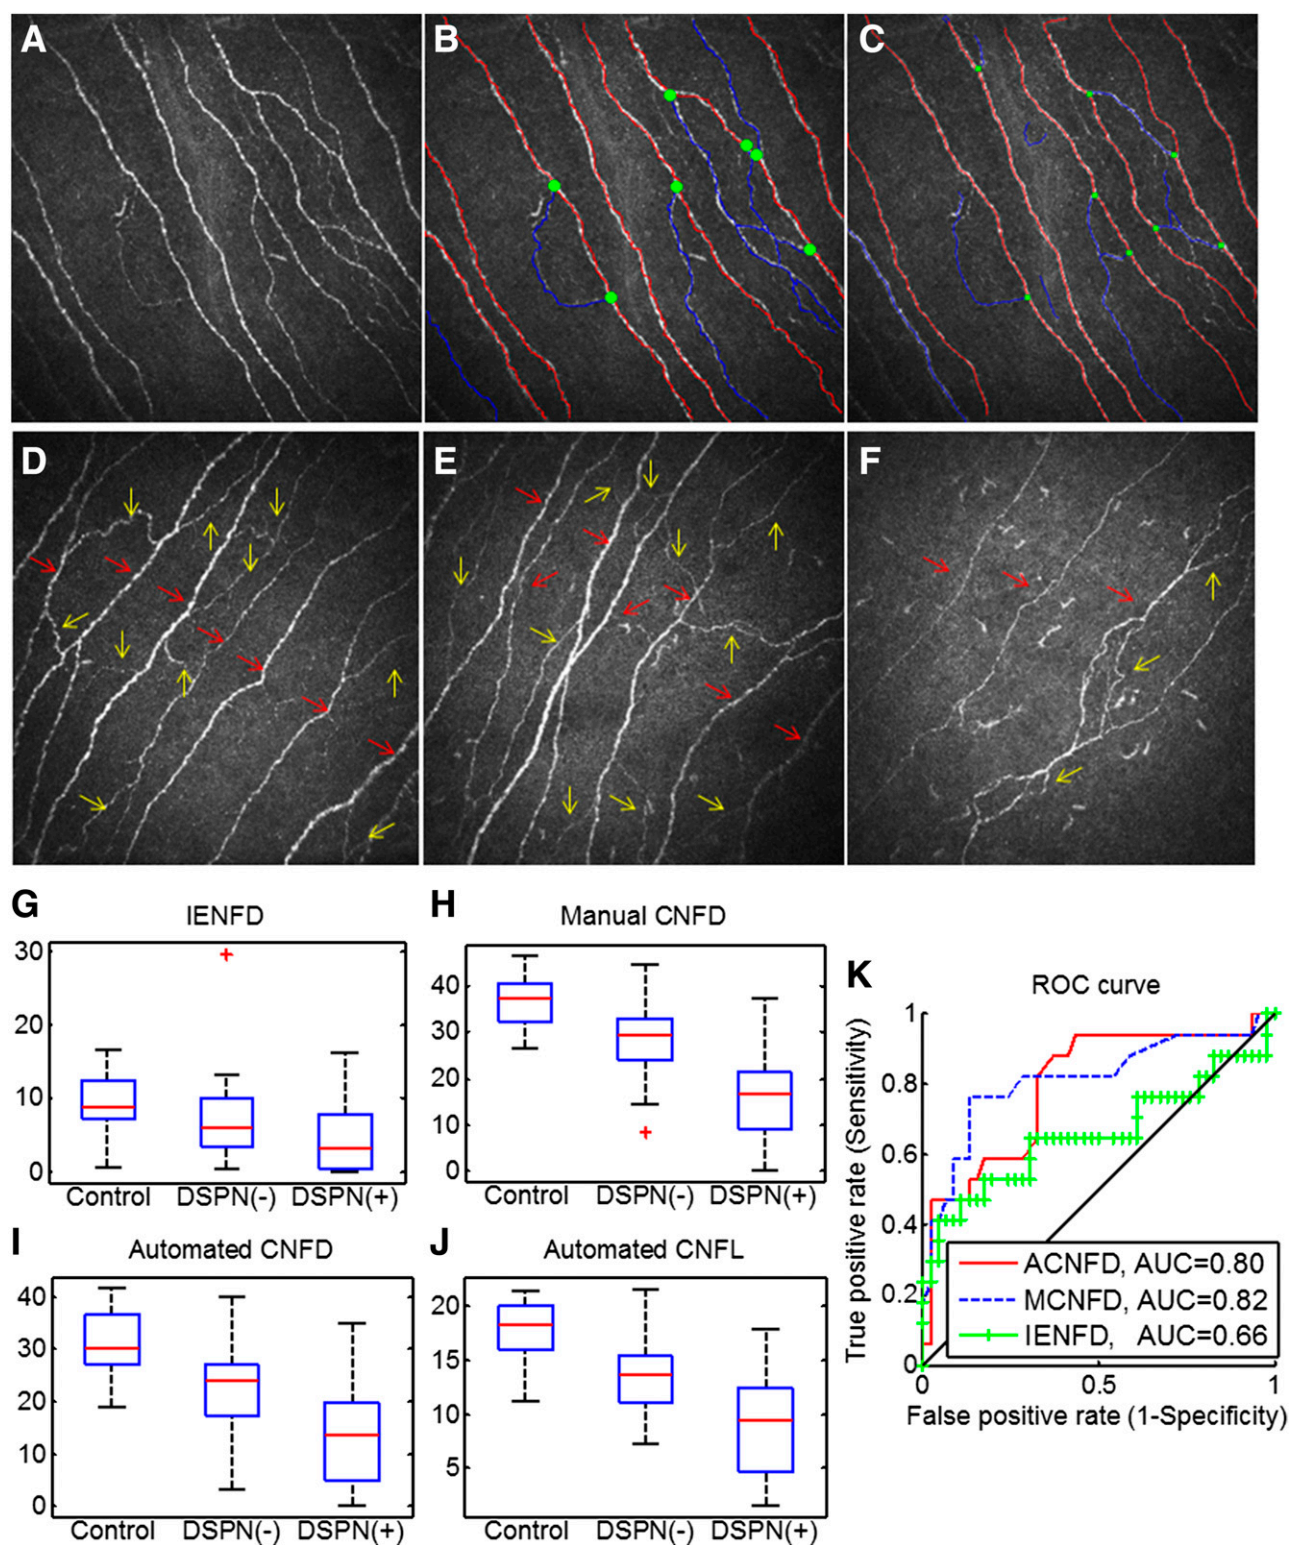 A
B
C
D
E
F
G
IENFD
30
20
10
0
Control DSPN(-) DSPN(+)
H
Manual CNFD
40
30
20
10
0
Control DSPN(-) DSPN(+)
I
Automated CNFD
40
30
20
10
0
Control DSPN(-) DSPN(+)
J
Automated CNFL
20
15
10
5
Control DSPN(-) DSPN(+)
K
ROC curve
True positive rate (Sensitivity)
1
0.8
0.6
0.4
0.2
0
ACNFD, AUC=0.80
MCNFD, AUC=0.82
IENFD, AUC=0.66
0 0.5 1
False positive rate (1-Specificity)